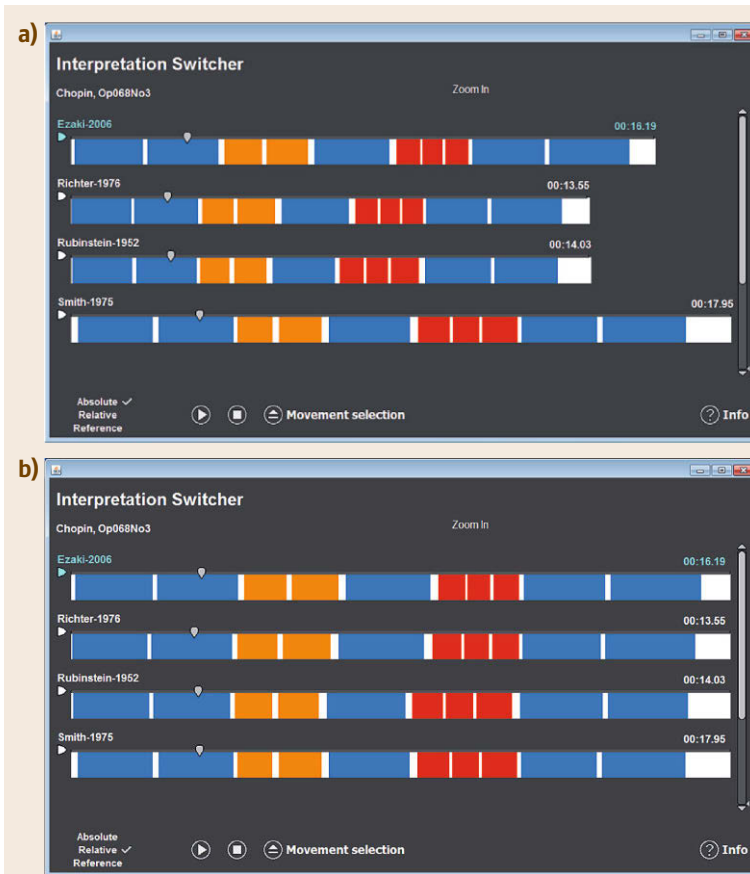 a)
Interpretation Switcher
Chopin, Op068No3
Zoom In
Ezaki-2006 00:16.19
Richter-1976 00:13.55
Rubinstein-1952 00:14.03
Smith-1975 00:17.95
Absolute ✓
Relative
Reference
Movement selection
? Info
b)
Interpretation Switcher
Chopin, Op068No3
Zoom In
Ezaki-2006 00:16.19
Richter-1976 00:13.55
Rubinstein-1952 00:14.03
Smith-1975 00:17.95
Absolute
Relative ✓
Reference
Movement selection
? Info